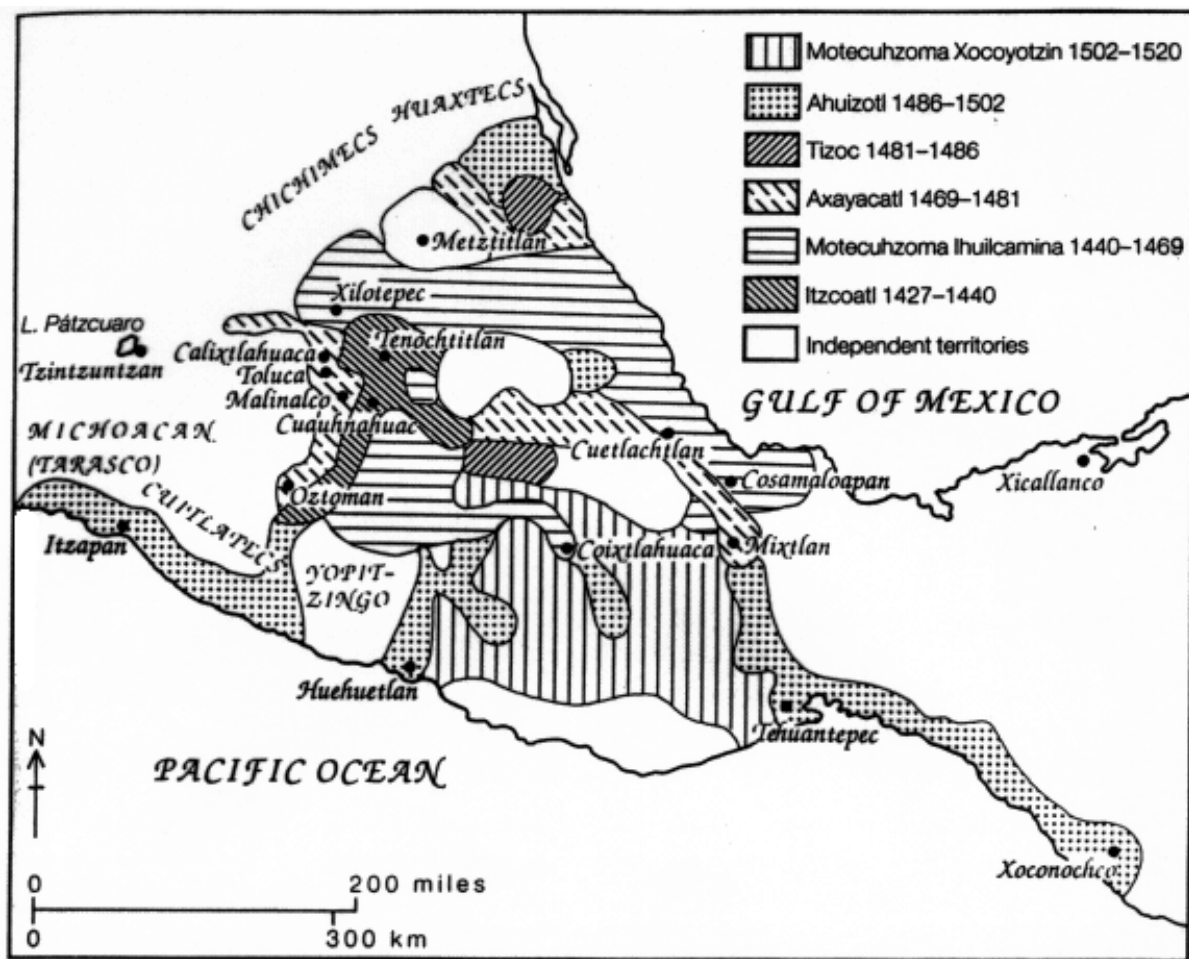 Motecuhzoma Xocoyotzin 1502–1520
Ahuizotl 1486–1502
Tizoc 1481–1486
Axayacatl 1469–1481
Motecuhzoma Ihuilcamina 1440–1469
Itzcoatl 1427–1440
Independent territories
CHICHIMECS
HUAXTECS
Metztitlan
Xilotepec
L. Pátzcuaro
Tzintzuntzan
Calixtlahuaca
Tenochtitlan
Toluca
Malinalco
Cuauhnahuac
GULF OF MEXICO
MICHOACAN
(TARASCO)
Cuetlachtlan
Xicallanco
Cosamaloapan
Oztoman
CUITLATECS
Itzapan
Coixtlahuaca
Mixtlan
YOPIT-
ZINGO
Huehuetlan
Tehuantepec
PACIFIC OCEAN
N
Xoconochco
0 200 miles
0 300 km